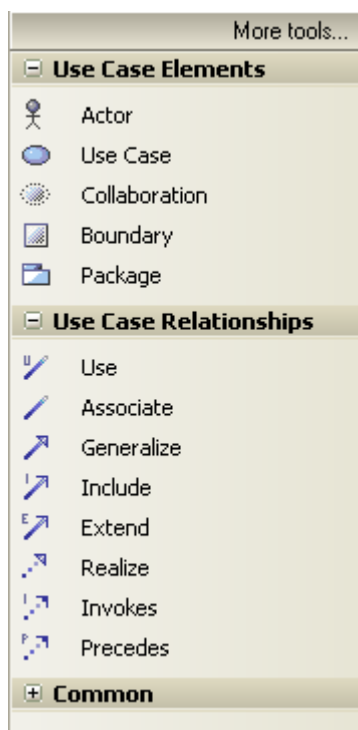 More tools...
Use Case Elements
Actor
Use Case
Collaboration
Boundary
Package
Use Case Relationships
U Use
Associate
Generalize
I Include
E Extend
Realize
I Invokes
P Precedes
Common